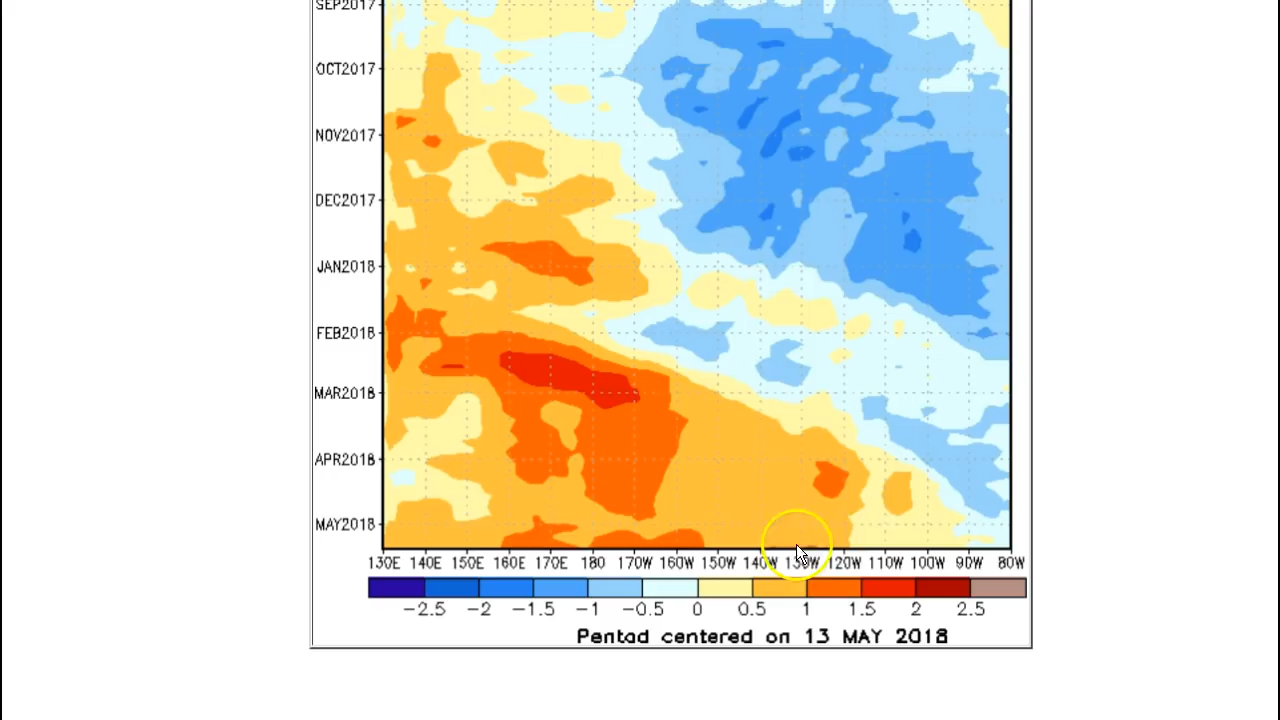 SEP2017
OCT2017
NOV2017
DEC2017
JAN2018
FEB2018
MAR2018
APR2018
MAY2018
130E 140E 150E 160E 170E 180 170W 160W 150W 140W 130W 120W 110W 100W 90W 80W
−2.5 −2 −1.5 −1 −0.5 0 0.5 1 1.5 2 2.5
Pentad centered on 13 MAY 2018